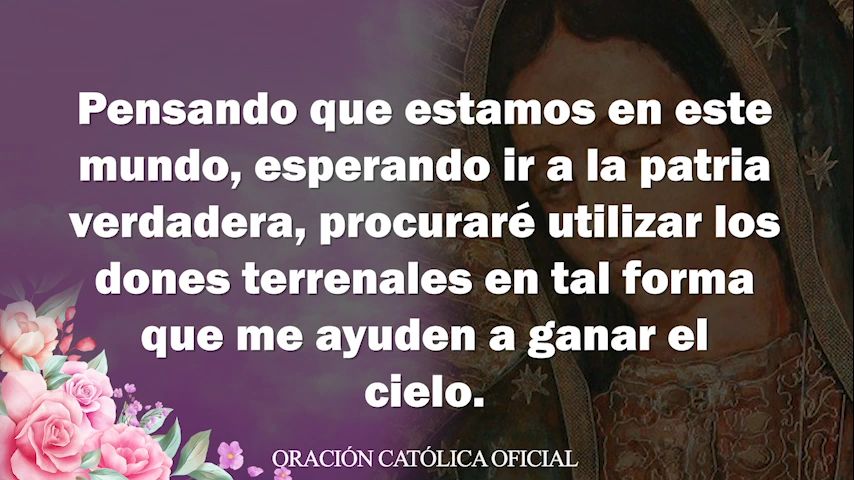 Pensando que estamos en este
mundo, esperando ir a la patria
verdadera, procuraré utilizar los
dones terrenales en tal forma
que me ayuden a ganar el
cielo.
ORACIÓN CATÓLICA OFICIAL